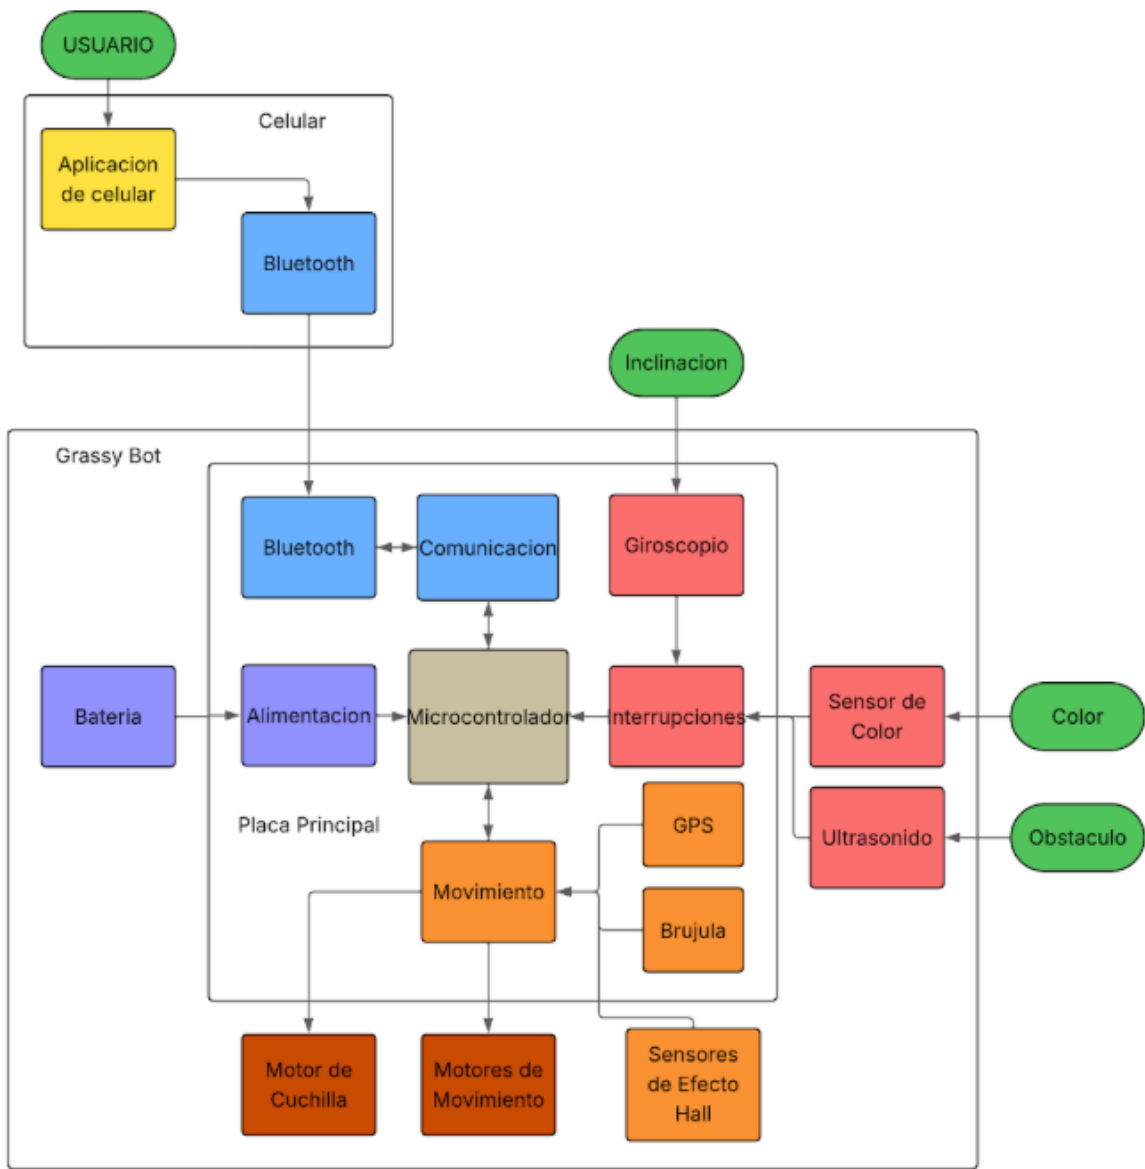 USUARIO
Celular
Aplicacion
de celular
Bluetooth
Inclinacion
Grassy Bot
Bluetooth
Comunicacion
Giroscopio
Bateria
Alimentacion
Microcontrolador
Interrupciones
Sensor de
Color
Color
Placa Principal
GPS
Ultrasonido
Obstaculo
Movimiento
Brujula
Motor de
Cuchilla
Motores de
Movimiento
Sensores
de Efecto
Hall